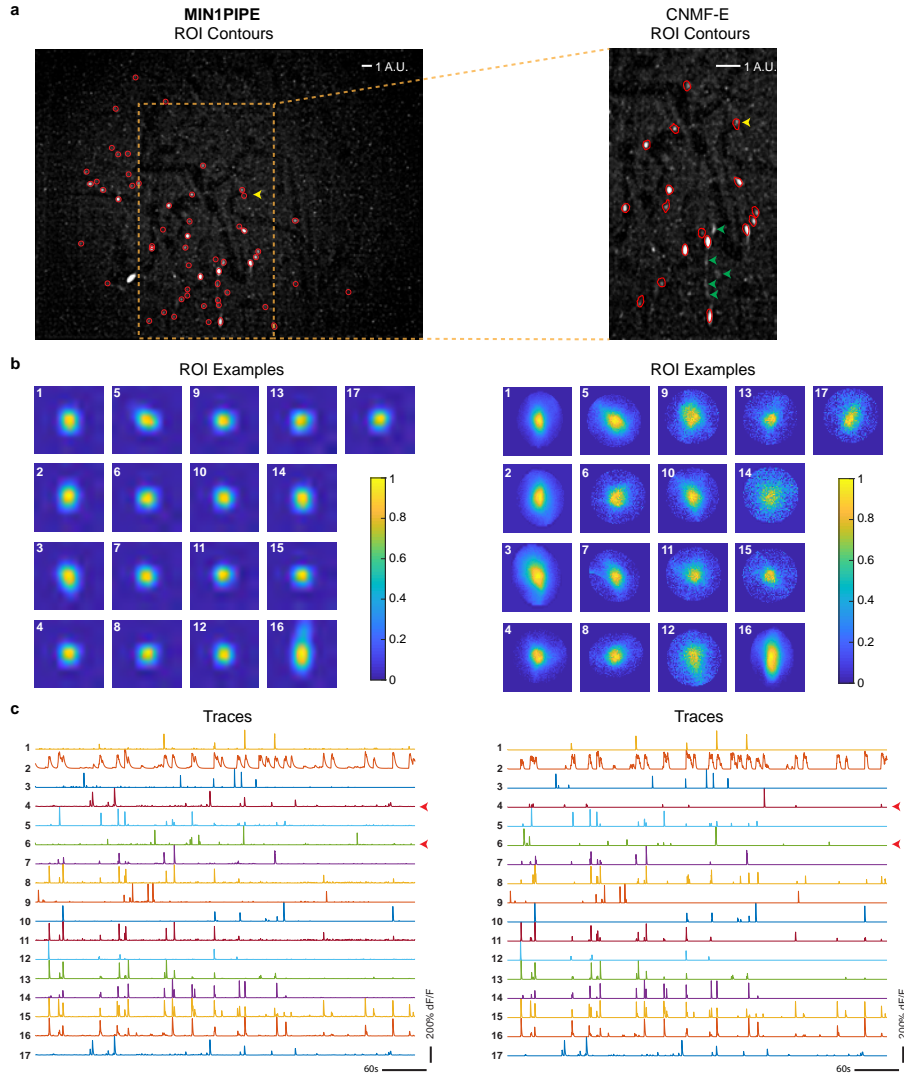 a
MIN1PIPE
ROI Contours
1 A.U.
CNMF-E
ROI Contours
1 A.U.
b
ROI Examples
1 5 9 13 17
2 6 10 14
3 7 11 15
4 8 12 16
1
0.8
0.6
0.4
0.2
0
ROI Examples
1 5 9 13 17
2 6 10 14
3 7 11 15
4 8 12 16
1
0.8
0.6
0.4
0.2
0
c
Traces
1
2
3
4
5
6
7
8
9
10
11
12
13
14
15
16
17
200% dF/F
60s
Traces
1
2
3
4
5
6
7
8
9
10
11
12
13
14
15
16
17
200% dF/F
60s